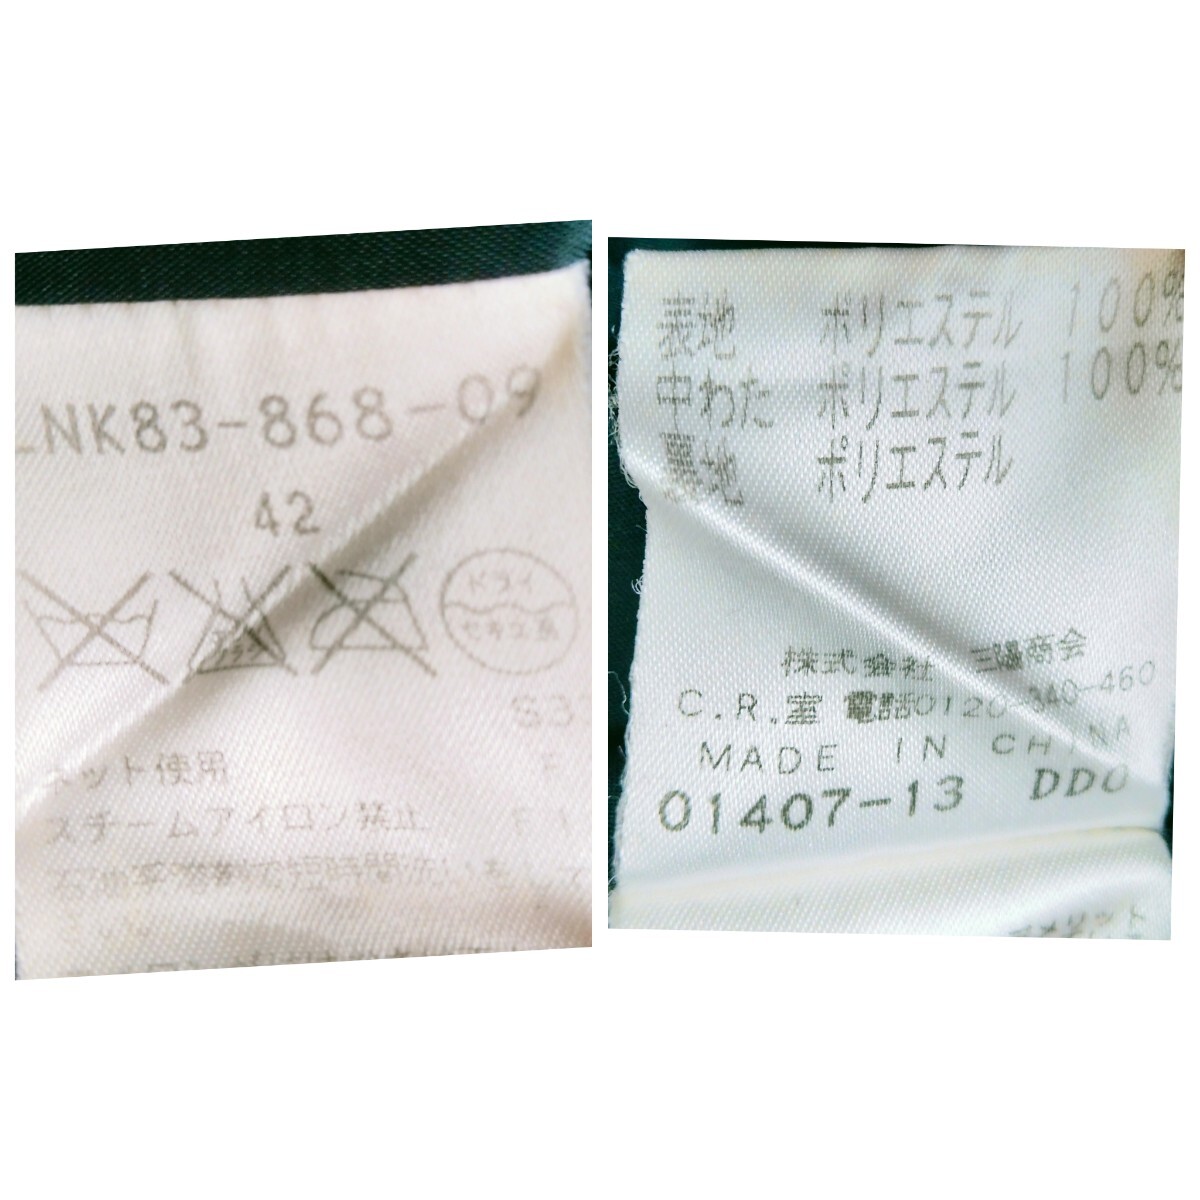 LNK83-868-09
42
ドライ
セキユ系
ネット使用
スチームアイロン禁止
表地 ポリエステル 100%
中わた ポリエステル 100%
裏地 ポリエステル
株式会社 三陽商会
C.R.室 電話0120-340-460
MADE IN CHINA
01407-13 DDO